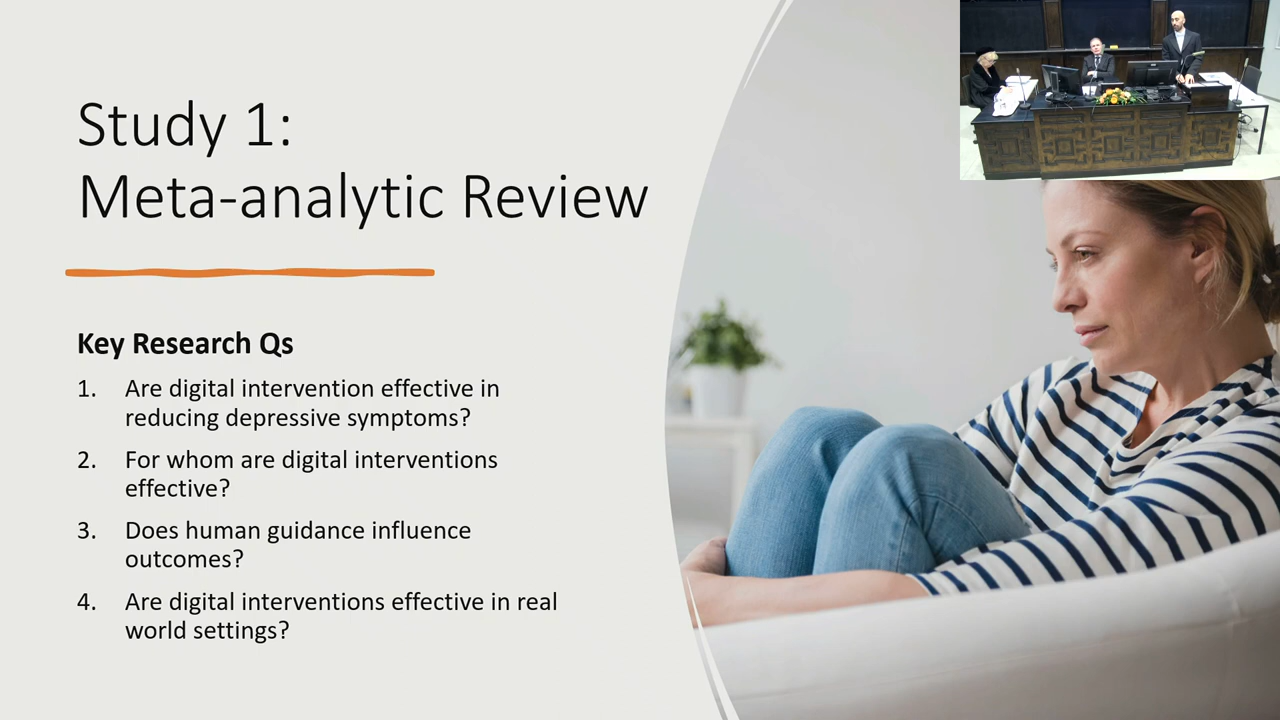 Study 1:
Meta-analytic Review
Key Research Qs
1. Are digital intervention effective in
reducing depressive symptoms?
2. For whom are digital interventions
effective?
3. Does human guidance influence
outcomes?
4. Are digital interventions effective in real
world settings?